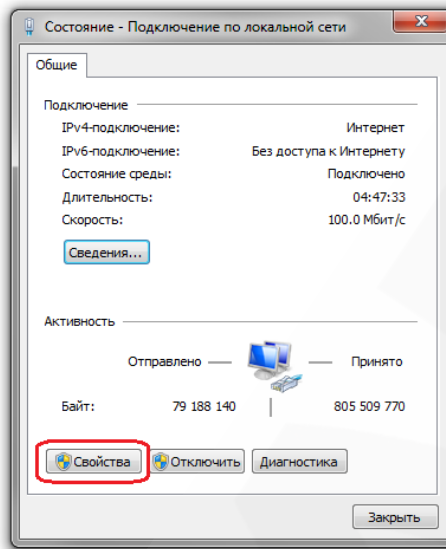 Состояние - Подключение по локальной сети
Общие
Подключение
IPv4-подключение: Интернет
IPv6-подключение: Без доступа к Интернету
Состояние среды: Подключено
Длительность: 04:47:33
Скорость: 100.0 Мбит/с
Сведения...
Активность
Отправлено — — Принято
Байт: 79 188 140 | 805 509 770
Свойства Отключить Диагностика
Закрыть